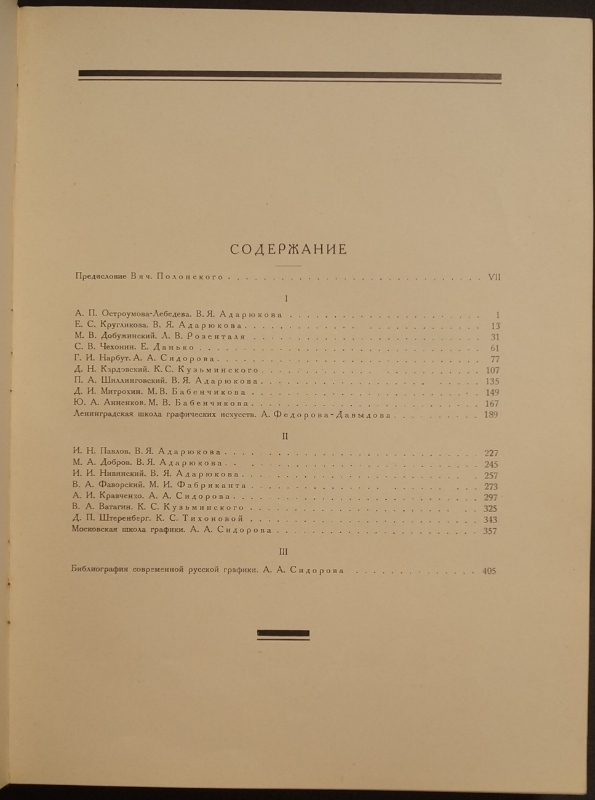 СОДЕРЖАНИЕ
Предисловие Вяч. Полонского . . . . . . . . . . . . . . . . . . . . VII
I
А. П. Остроумова-Лебедева. В. Я. Адарюкова . . . . . . . . . . . . . . . 1
Е. С. Кругликова. В. Я. Адарюкова . . . . . . . . . . . . . . . . . . 13
М. В. Добужинский. Л. В. Розенталя . . . . . . . . . . . . . . . . . . 31
С. В. Чехонин. Е. Данько . . . . . . . . . . . . . . . . . . . . . 61
Г. И. Нарбут. А. А. Сидорова . . . . . . . . . . . . . . . . . . . . 77
Д. Н. Кардовский. К. С. Кузьминского . . . . . . . . . . . . . . . . . 107
П. А. Шиллинговский. В. Я. Адарюкова . . . . . . . . . . . . . . . . . 135
Д. И. Митрохин. М. В. Бабенчикова . . . . . . . . . . . . . . . . . . 149
Ю. А. Анненков. М. В. Бабенчикова . . . . . . . . . . . . . . . . . . 167
Ленинградская школа графических искусств. А. Федорова-Давыдова . . . . . . . . 189
II
И. Н. Павлов. В. Я. Адарюкова . . . . . . . . . . . . . . . . . . . 227
М. А. Добров. В. Я. Адарюкова . . . . . . . . . . . . . . . . . . . 245
И. И. Нивинский. В. Я. Адарюкова . . . . . . . . . . . . . . . . . . 257
В. А. Фаворский. М. И. Фабриканта . . . . . . . . . . . . . . . . . . 273
А. И. Кравченко. А. А. Сидорова . . . . . . . . . . . . . . . . . . . 297
В. А. Ватагин. К. С. Кузьминского . . . . . . . . . . . . . . . . . . 325
Д. П. Штеренберг. К. С. Тихоновой . . . . . . . . . . . . . . . . . . 343
Московская школа графики. А. А. Сидорова . . . . . . . . . . . . . . . . 357
III
Библиография современной русской графики. А. А. Сидорова . . . . . . . . . . . 405